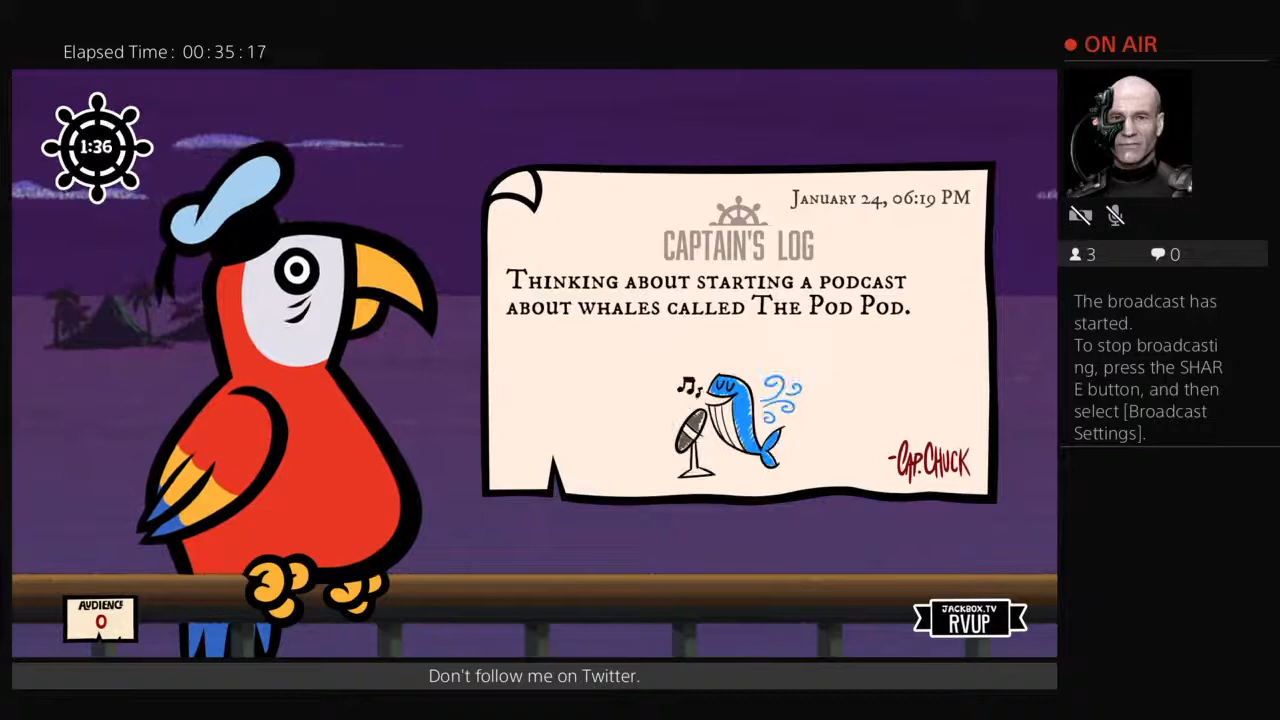 Elapsed Time: 00:35:17
ON AIR
1:36
January 24, 06:19 PM
CAPTAIN'S LOG
Thinking about starting a podcast
about whales called The Pod Pod.
-Cap. Chuck
3
0
The broadcast has
started.
To stop broadcasti
ng, press the SHAR
E button, and then
select [Broadcast
Settings].
AUDIENCE
0
JACKBOX.TV
RVUP
Don't follow me on Twitter.